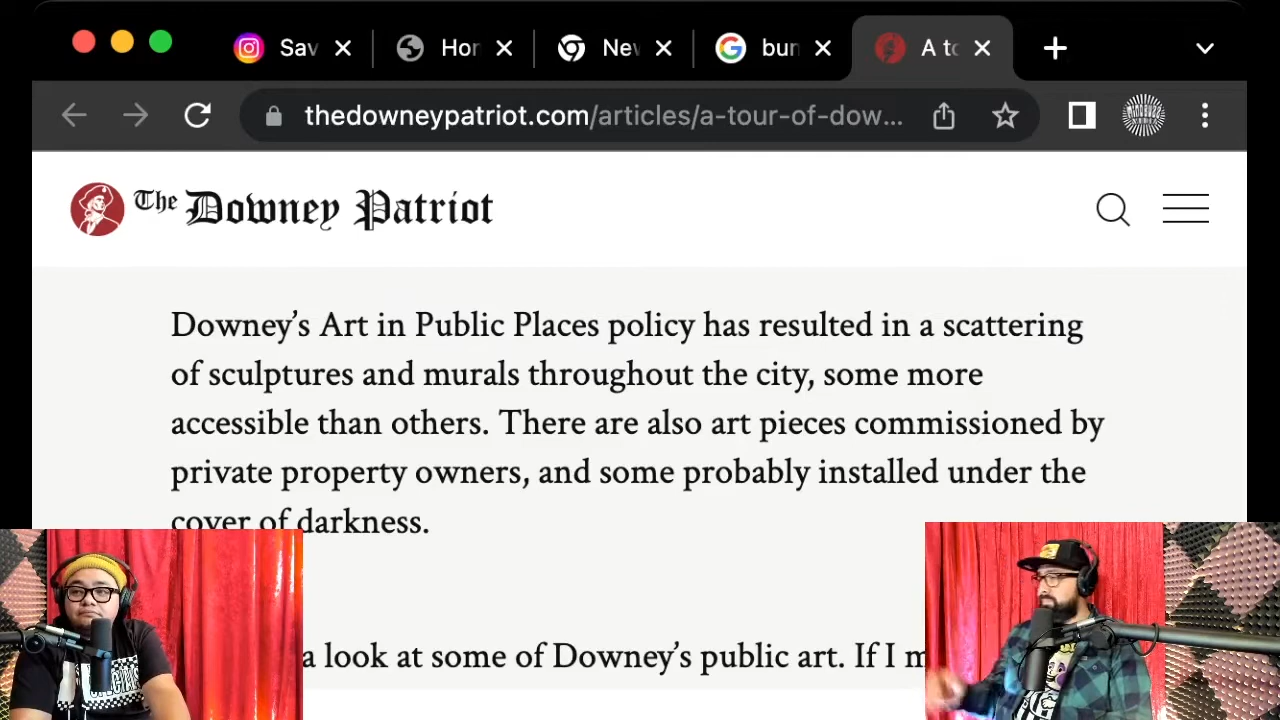 Sav
Hor
Nev
bur
A to
thedowneypatriot.com/articles/a-tour-of-dow...
The Downey Patriot
Downey's Art in Public Places policy has resulted in a scattering
of sculptures and murals throughout the city, some more
accessible than others. There are also art pieces commissioned by
private property owners, and some probably installed under the
cover of darkness.
a look at some of Downey's public art. If I m